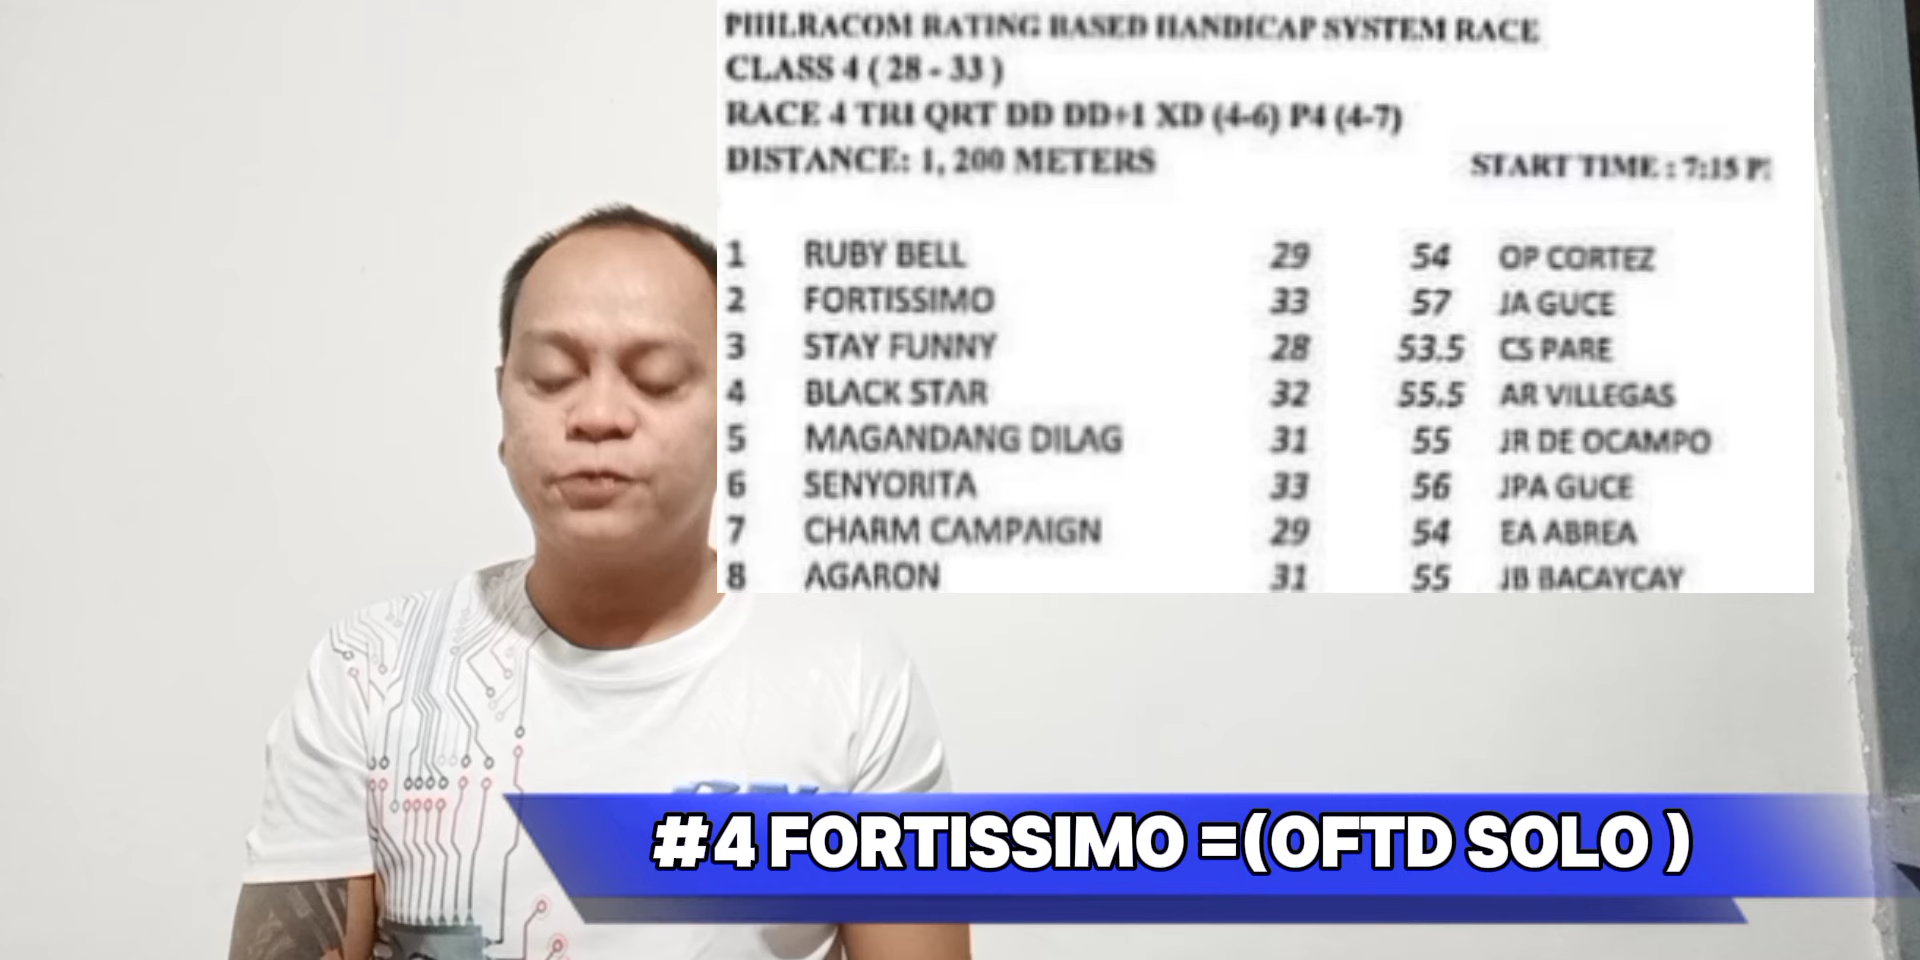 PHILRACOM RATING BASED HANDICAP SYSTEM RACE
CLASS 4 ( 28 - 33 )
RACE 4 TRI QRT DD DD+1 XD (4-6) P4 (4-7)
DISTANCE: 1, 200 METERS START TIME : 7:15 P
1 RUBY BELL 29 54 OP CORTEZ
2 FORTISSIMO 33 57 JA GUCE
3 STAY FUNNY 28 53.5 CS PARE
4 BLACK STAR 32 55.5 AR VILLEGAS
5 MAGANDANG DILAG 31 55 JR DE OCAMPO
6 SENYORITA 33 56 JPA GUCE
7 CHARM CAMPAIGN 29 54 EA ABREA
8 AGARON 31 55 JB BACAYCAY
#4 FORTISSIMO =(OFTD SOLO )